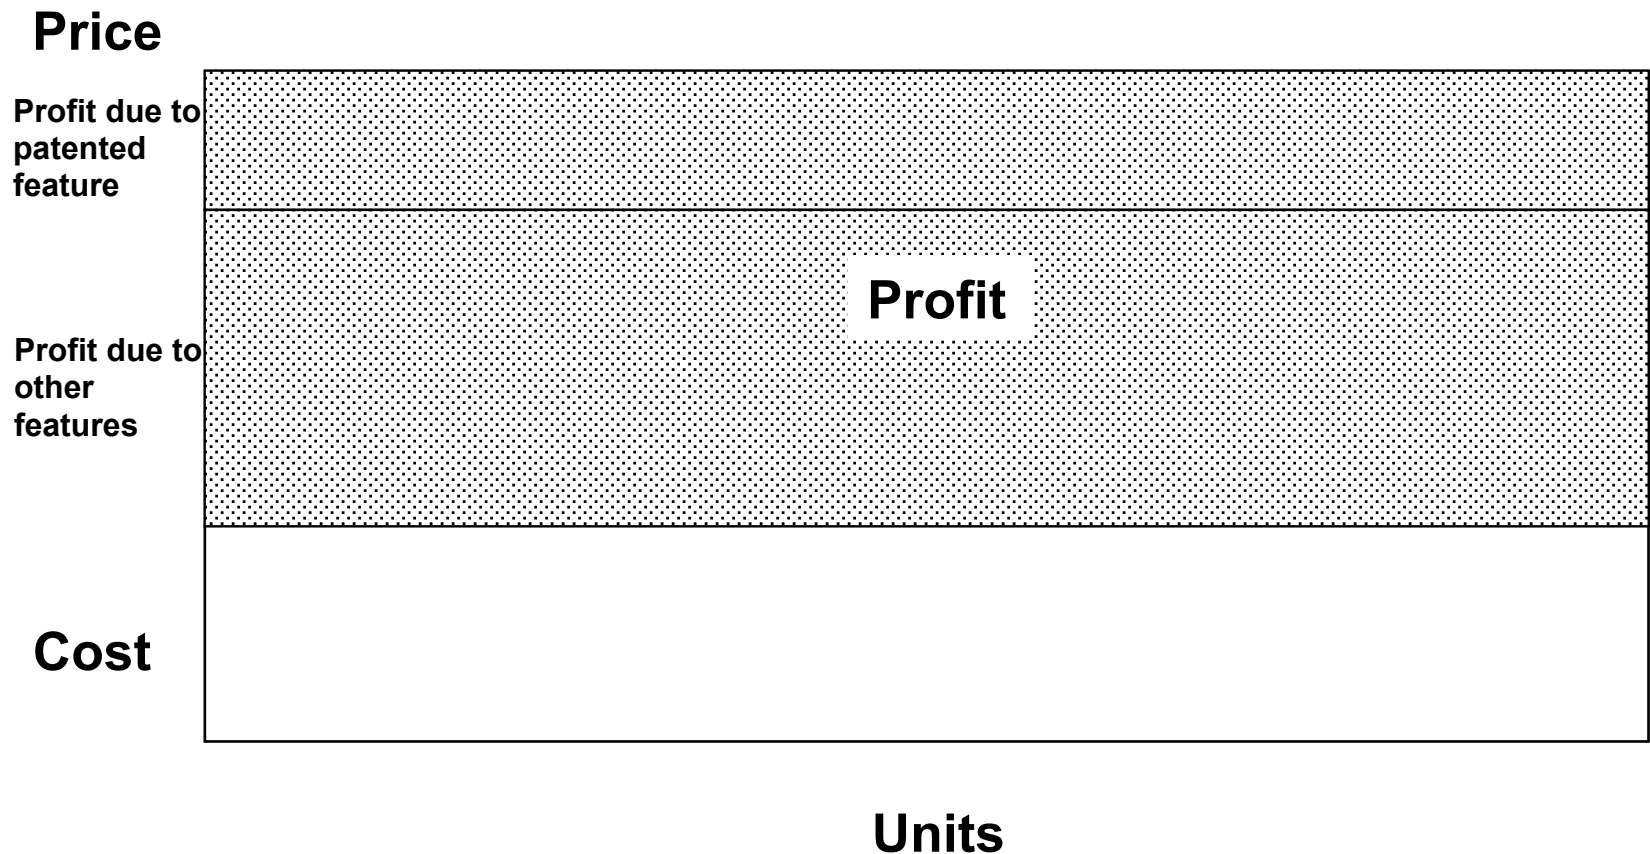 Price
Profit due to
patented
feature
Profit
Profit due to
other
features
Cost
Units